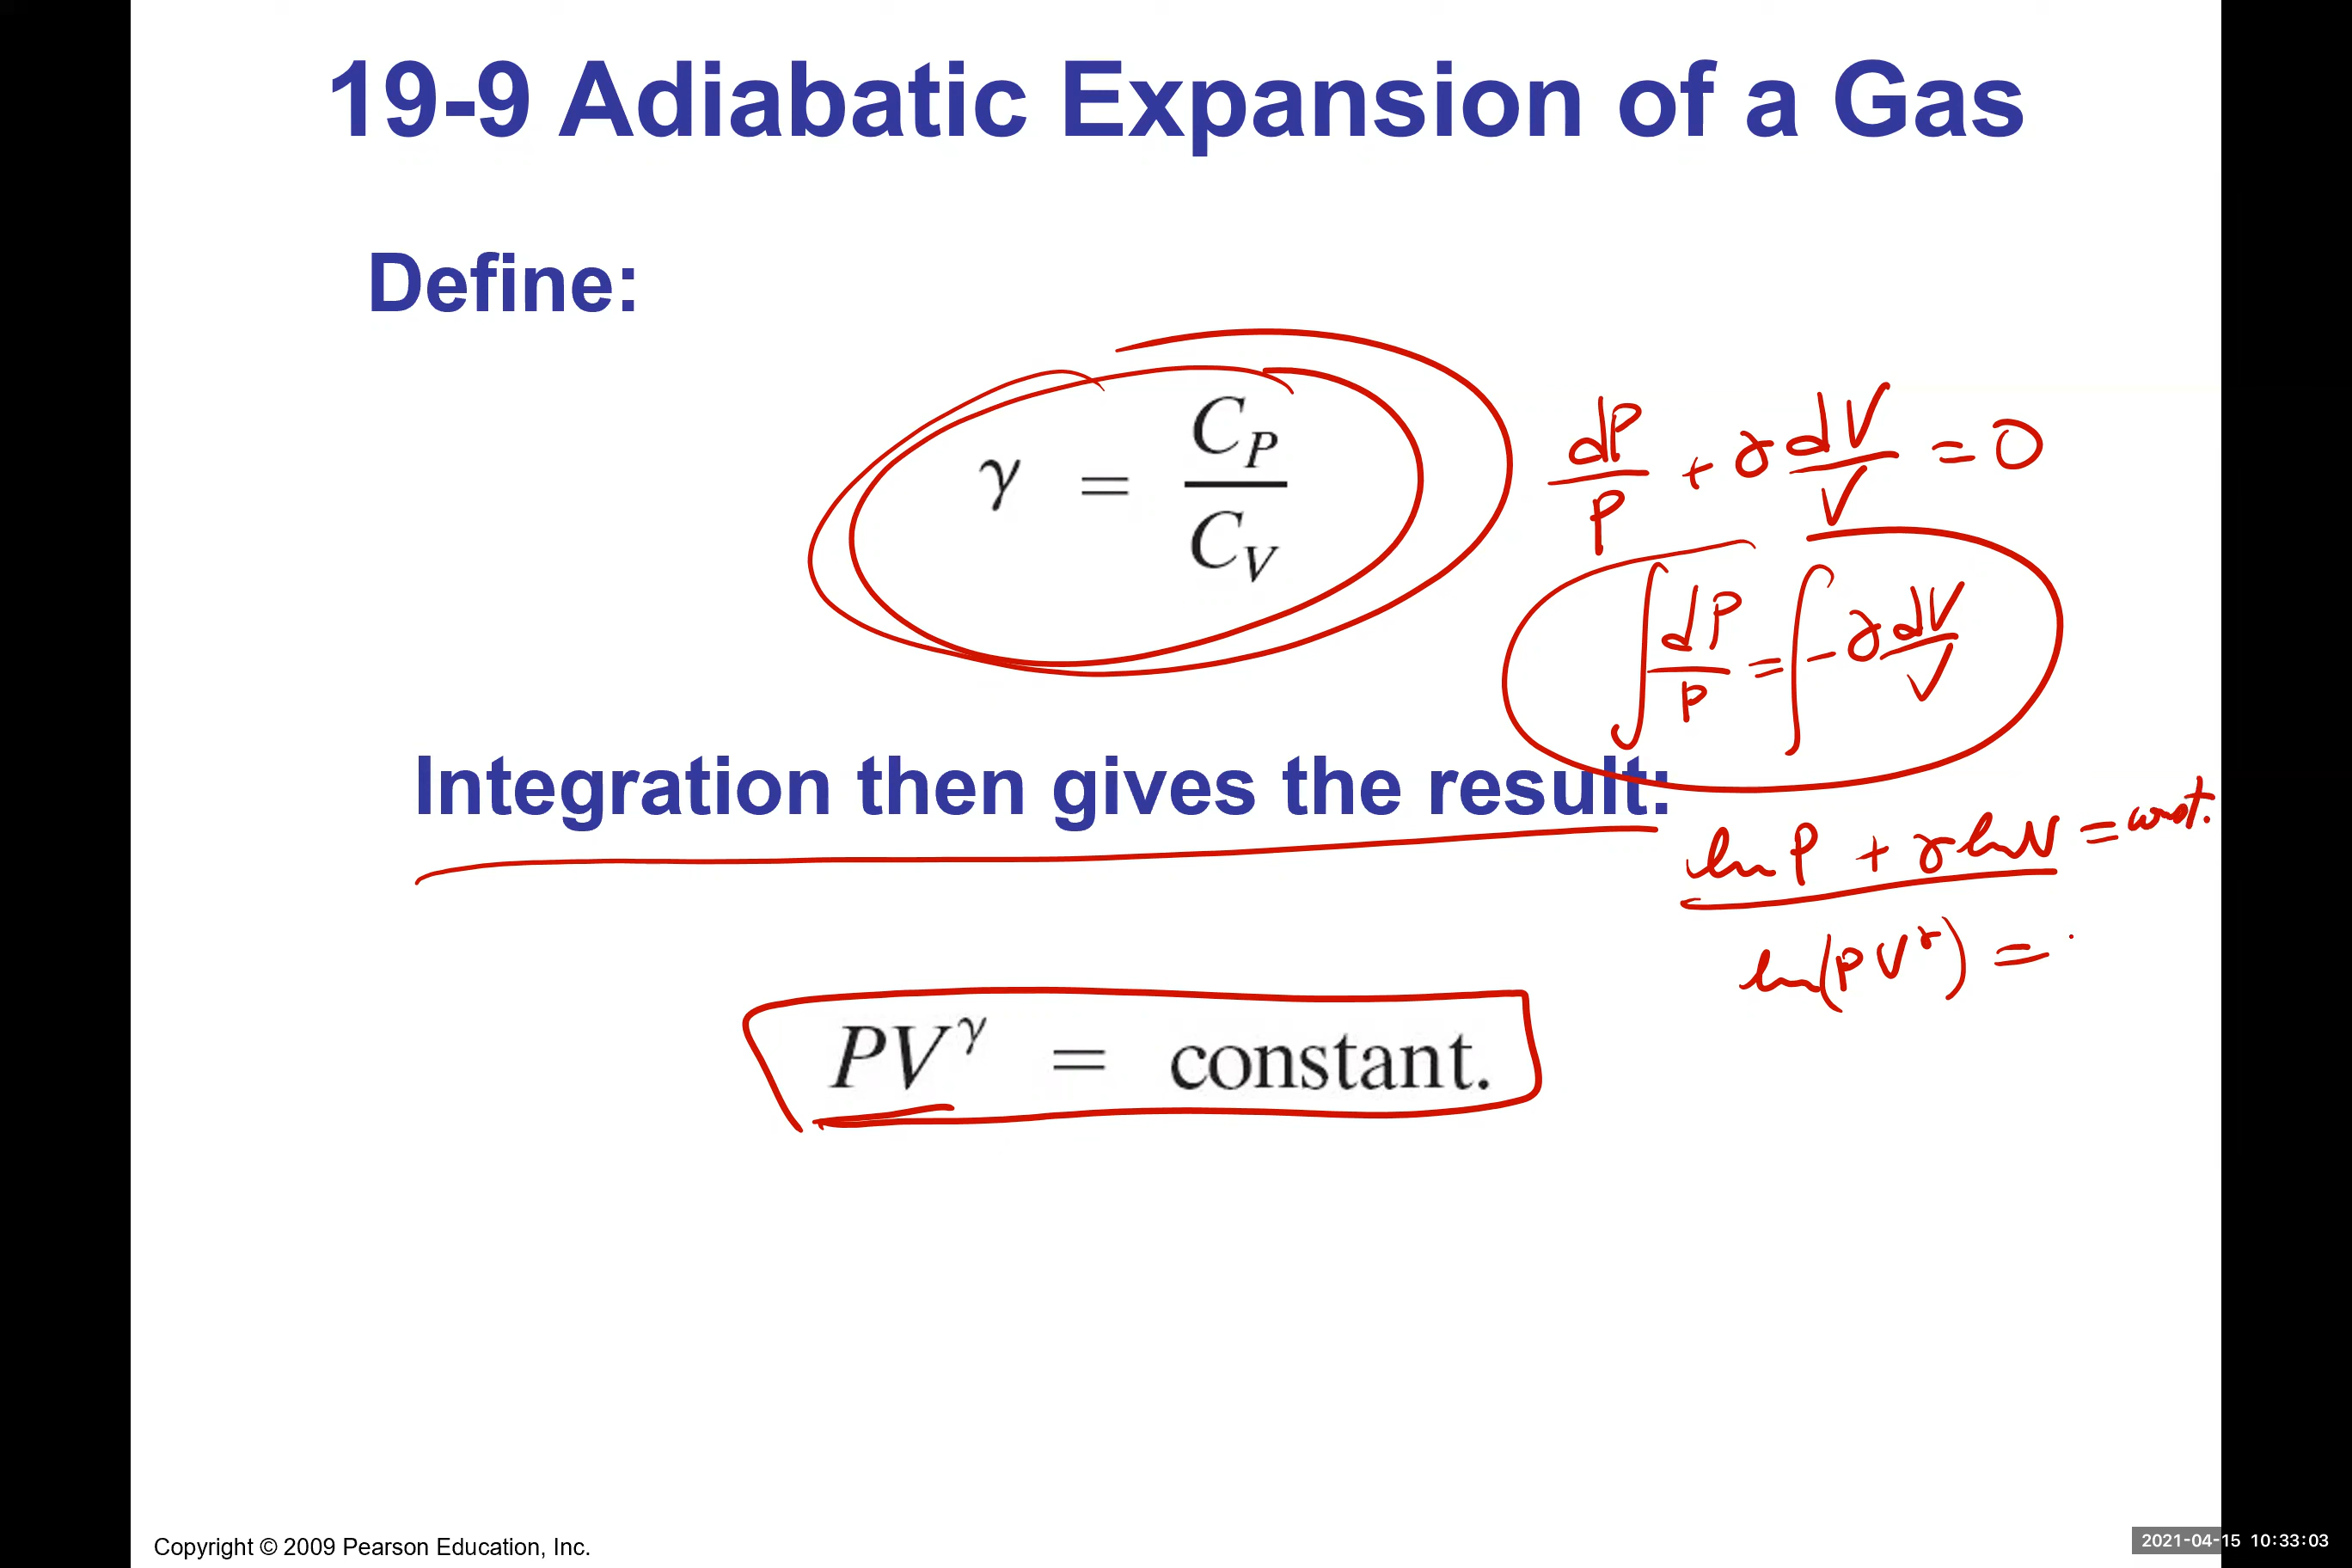 19-9 Adiabatic Expansion of a Gas
Define:
γ = C_P / C_V
dP/P + γ dV/V = 0
∫ dP/P = ∫ -γ dV/V
Integration then gives the result:
ln P + γ ln V = const.
ln(PV^γ) = ·
PV^γ = constant.
Copyright © 2009 Pearson Education, Inc.
2021-04-15 10:33:03